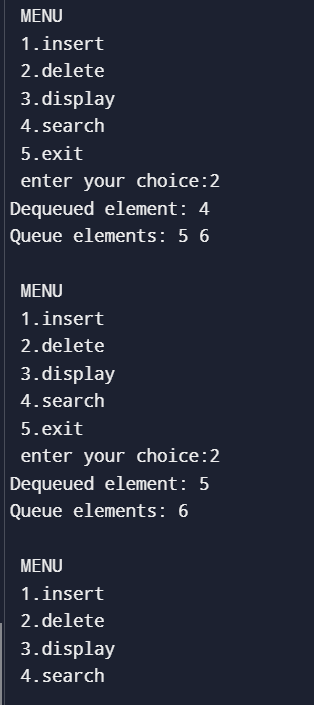 MENU
1.insert
2.delete
3.display
4.search
5.exit
enter your choice:2
Dequeued element: 4
Queue elements: 5 6
MENU
1.insert
2.delete
3.display
4.search
5.exit
enter your choice:2
Dequeued element: 5
Queue elements: 6
MENU
1.insert
2.delete
3.display
4.search